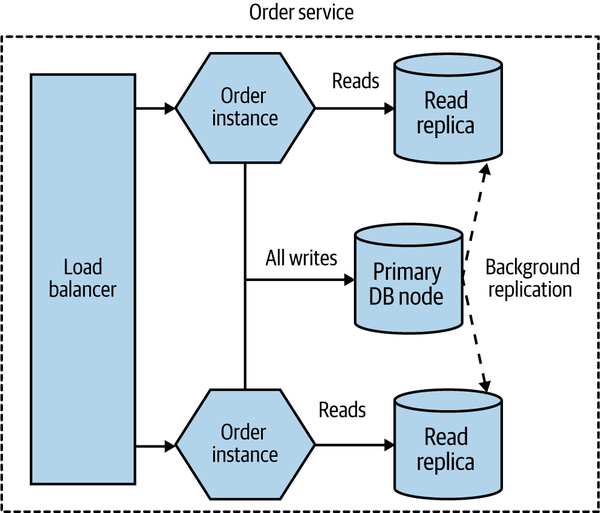 Order service
Order
instance
Reads
Read
replica
Load
balancer
All writes
Primary
DB node
Background
replication
Order
instance
Reads
Read
replica